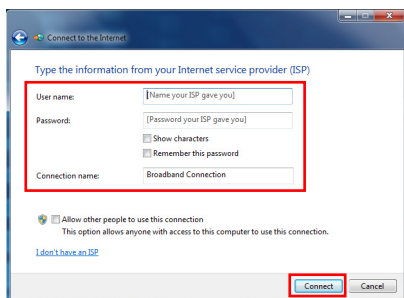 Connect to the Internet
Type the information from your Internet service provider (ISP)
User name: [Name your ISP gave you]
Password: [Password your ISP gave you]
Show characters
Remember this password
Connection name: Broadband Connection
Allow other people to use this connection
This option allows anyone with access to this computer to use this connection.
I don't have an ISP
Connect Cancel